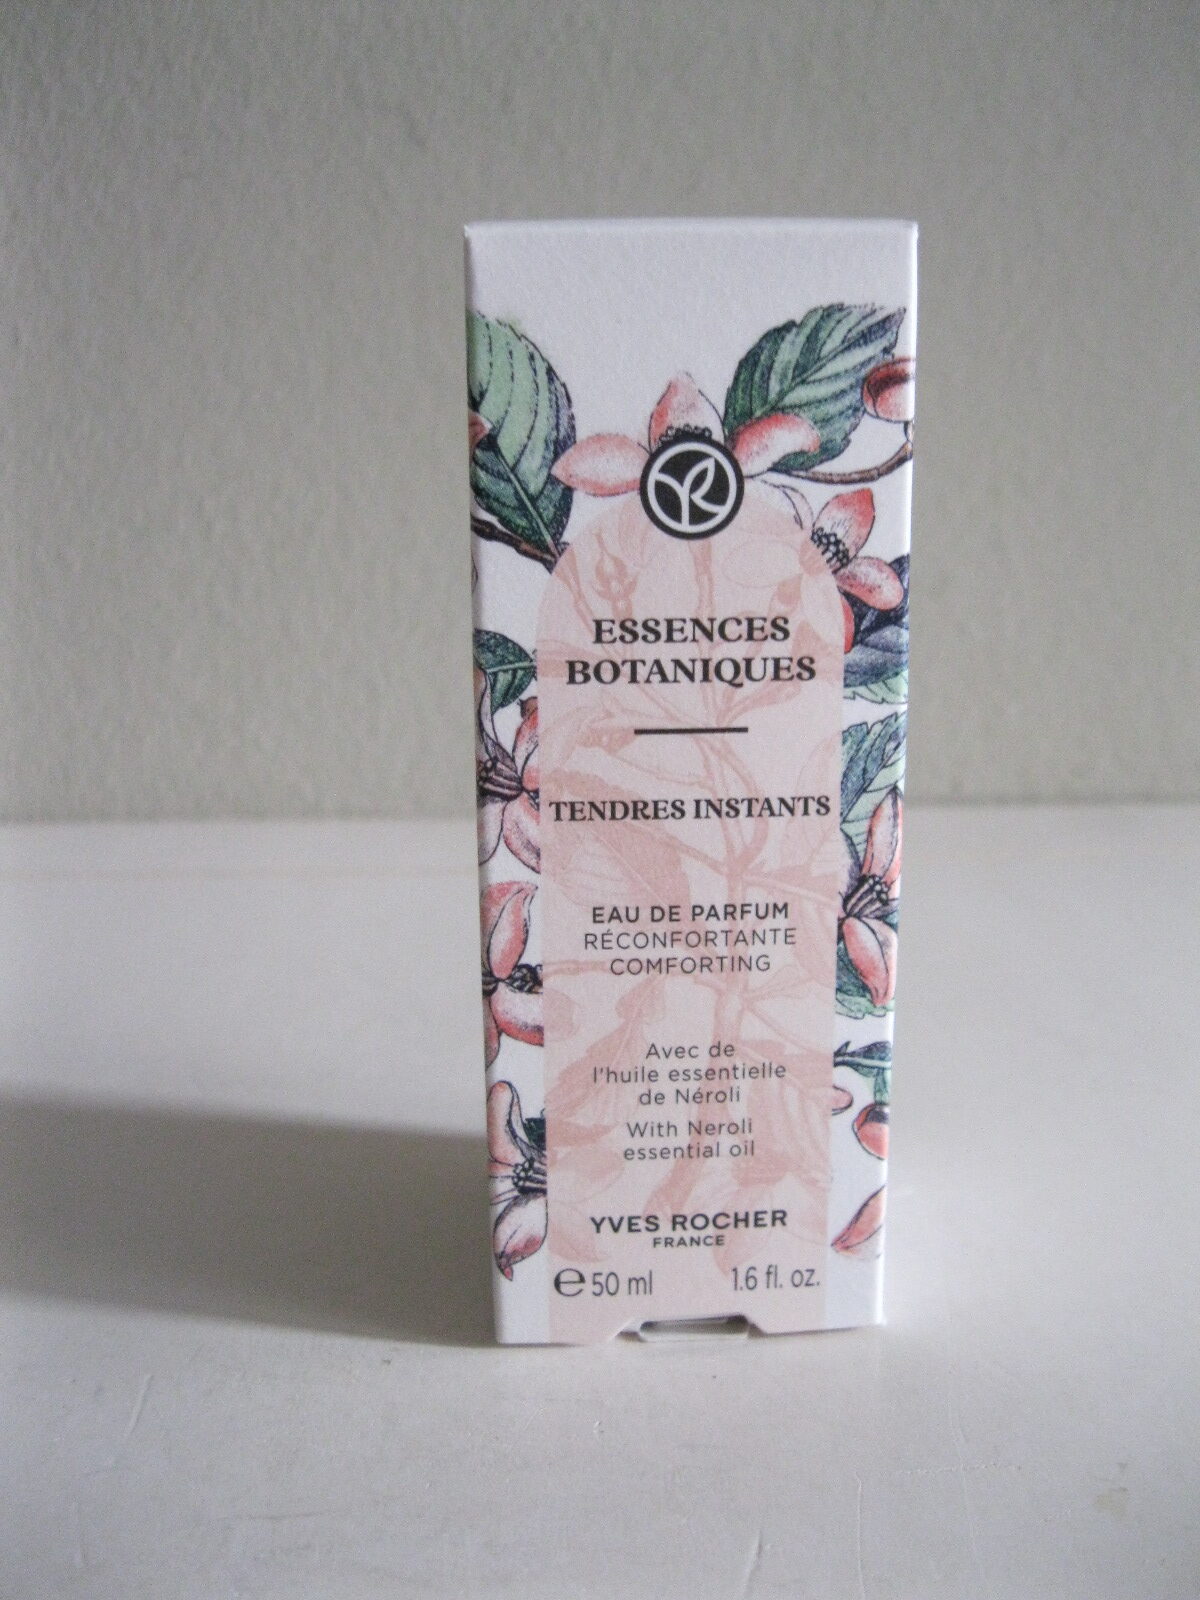 ESSENCES
BOTANIQUES
TENDRES INSTANTS
EAU DE PARFUM
RÉCONFORTANTE
COMFORTING
Avec de
l'huile essentielle
de Néroli
With Neroli
essential oil
YVES ROCHER
FRANCE
℮ 50 ml 1.6 fl. oz.